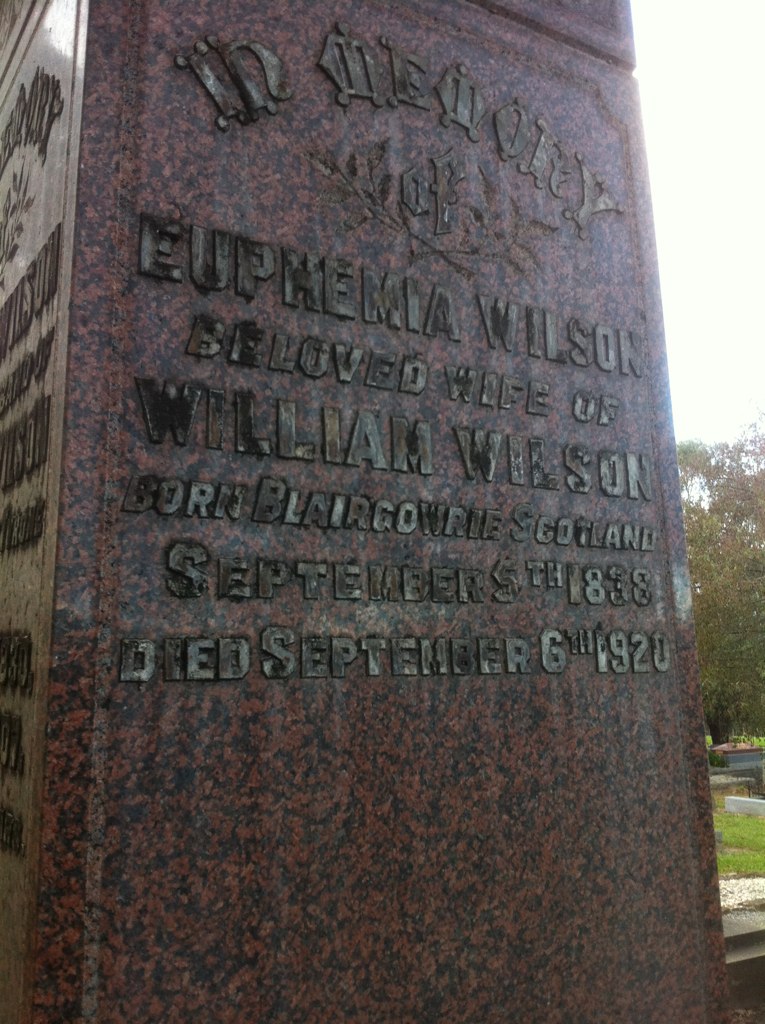 In Memory
of
EUPHEMIA WILSON
BELOVED WIFE OF
WILLIAM WILSON
BORN BLAIRGOWRIE SCOTLAND
SEPTEMBER 5TH 1838
DIED SEPTEMBER 6TH 1920
WILSON